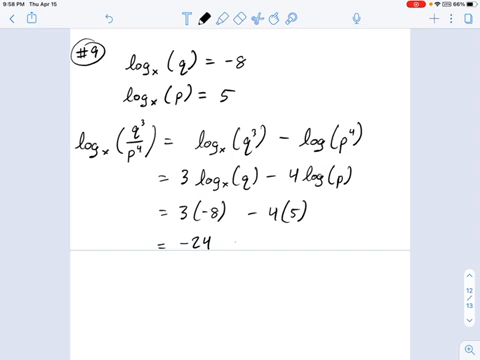 9:58 PM Thu Apr 15
66%
#9
logₓ(q) = -8
logₓ(p) = 5
logₓ(q³/p⁴) = logₓ(q³) - log(p⁴)
= 3 logₓ(q) - 4 log(p)
= 3(-8) - 4(5)
= -24
12
/
13